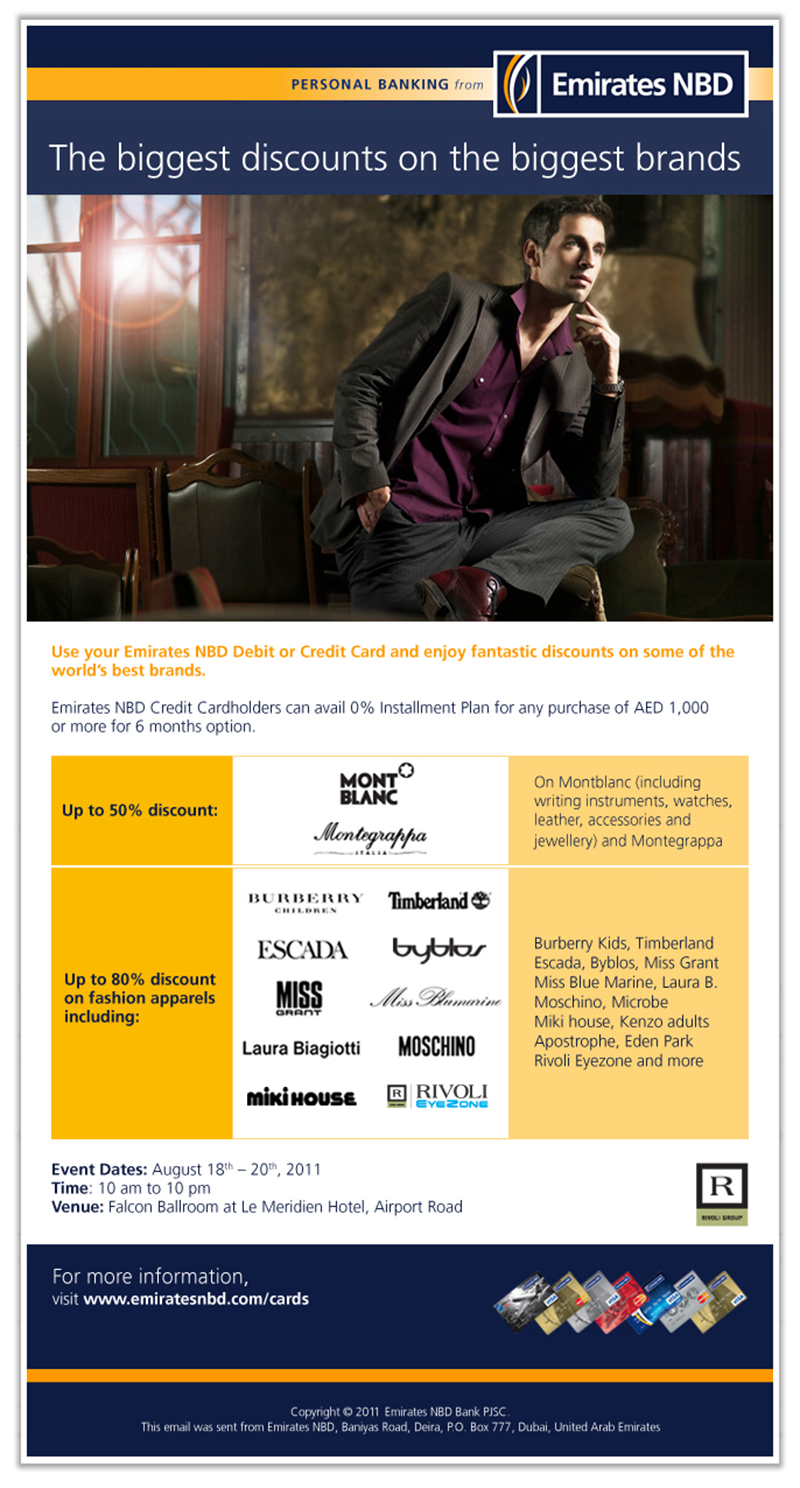 PERSONAL BANKING from
Emirates NBD
The biggest discounts on the biggest brands
Use your Emirates NBD Debit or Credit Card and enjoy fantastic discounts on some of the
world's best brands.
Emirates NBD Credit Cardholders can avail 0% Installment Plan for any purchase of AED 1,000
or more for 6 months option.
Up to 50% discount:
MONT
BLANC
Montegrappa
ITALIA
On Montblanc (including
writing instruments, watches,
leather, accessories and
jewellery) and Montegrappa
Up to 80% discount
on fashion apparels
including:
BURBERRY
CHILDREN
Timberland
ESCADA
byblos
MISS
GRANT
Miss Blumarine
Laura Biagiotti
MOSCHINO
mikiHOUSE
R RIVOLI
EYEZONE
Burberry Kids, Timberland
Escada, Byblos, Miss Grant
Miss Blue Marine, Laura B.
Moschino, Microbe
Miki house, Kenzo adults
Apostrophe, Eden Park
Rivoli Eyezone and more
Event Dates: August 18th – 20th, 2011
Time: 10 am to 10 pm
Venue: Falcon Ballroom at Le Meridien Hotel, Airport Road
R
RIVOLI GROUP
For more information,
visit www.emiratesnbd.com/cards
VISA
VISA
VISA
VISA
Copyright © 2011 Emirates NBD Bank PJSC.
This email was sent from Emirates NBD, Baniyas Road, Deira, P.O. Box 777, Dubai, United Arab Emirates